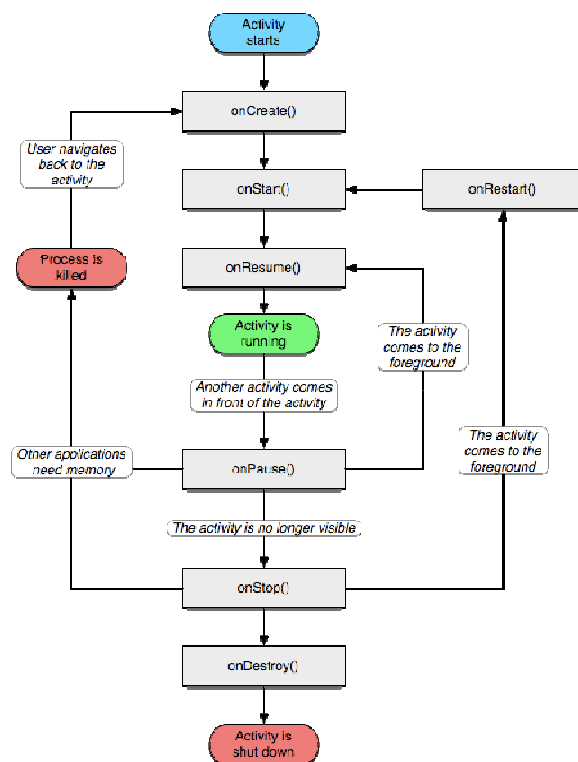 Activity
starts
onCreate()
User navigates
back to the
activity
onStart()
onRestart()
Process is
killed
onResume()
Activity is
running
The activity
comes to the
foreground
Another activity comes
in front of the activity
Other applications
need memory
onPause()
The activity
comes to the
foreground
The activity is no longer visible
onStop()
onDestroy()
Activity is
shut down